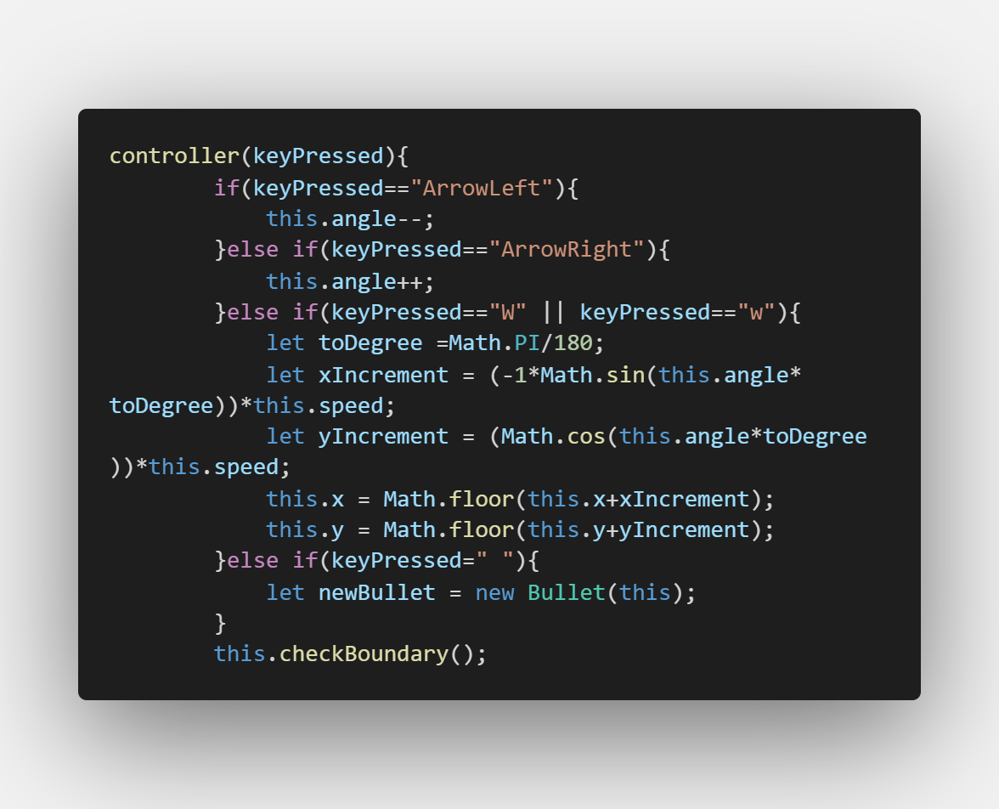 controller(keyPressed){
        if(keyPressed=="ArrowLeft"){
            this.angle--;
        }else if(keyPressed=="ArrowRight"){
            this.angle++;
        }else if(keyPressed=="W" || keyPressed=="w"){
            let toDegree =Math.PI/180;
            let xIncrement = (-1*Math.sin(this.angle*
toDegree))*this.speed;
            let yIncrement = (Math.cos(this.angle*toDegree
))*this.speed;
            this.x = Math.floor(this.x+xIncrement);
            this.y = Math.floor(this.y+yIncrement);
        }else if(keyPressed=" "){
            let newBullet = new Bullet(this);
        }
        this.checkBoundary();